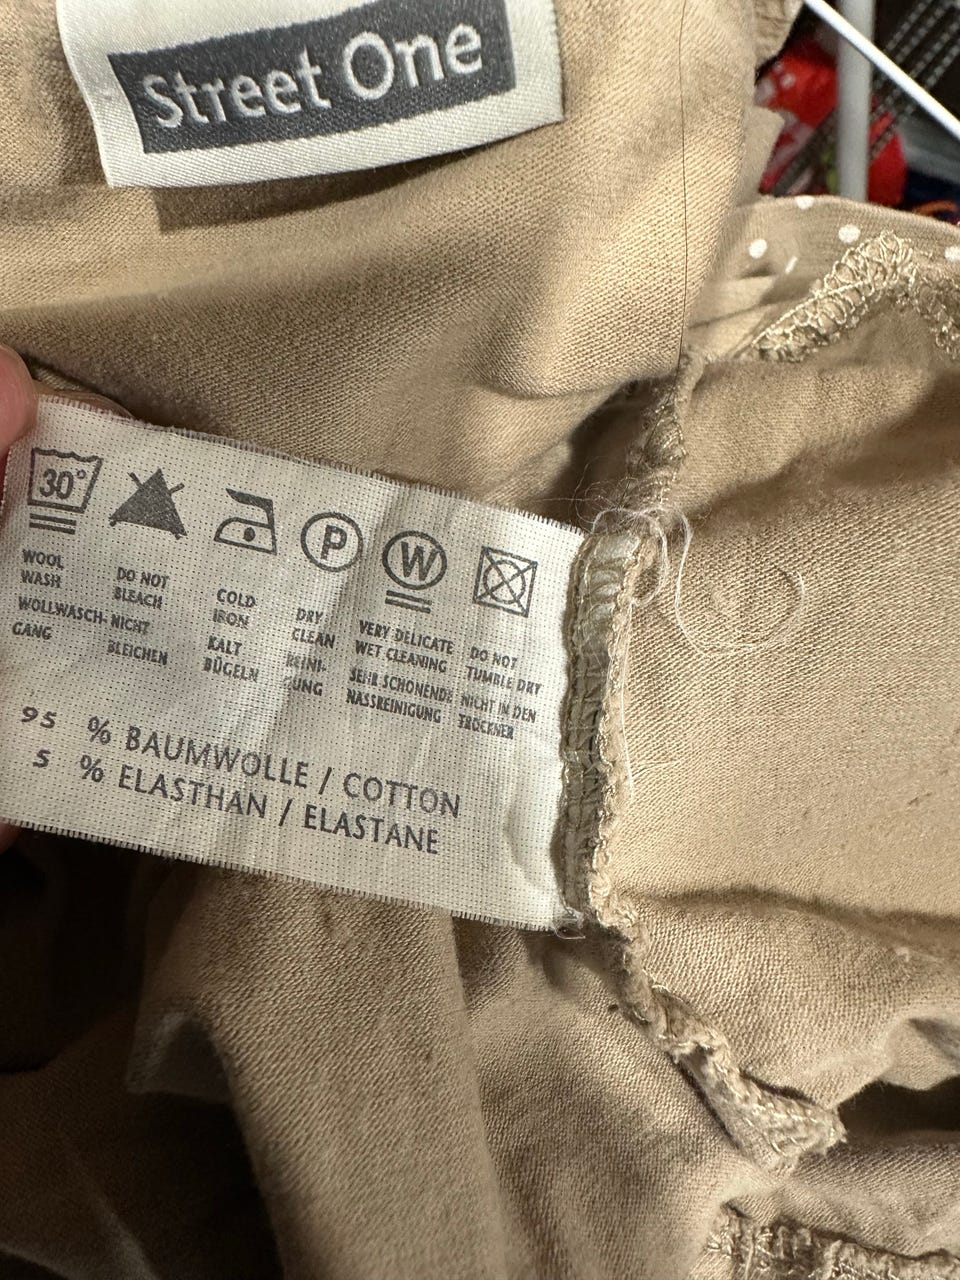 Street One
30°
P
W
WOOL
WASH
WOLLWASCH-
GANG
DO NOT
BLEACH
NICHT
BLEICHEN
COLD
IRON
KALT
BÜGELN
DRY
CLEAN
REINI-
GUNG
VERY DELICATE
WET CLEANING
SEHR SCHONENDE
NASSREINIGUNG
DO NOT
TUMBLE DRY
NICHT IN DEN
TROCKNER
95 % BAUMWOLLE / COTTON
5 % ELASTHAN / ELASTANE